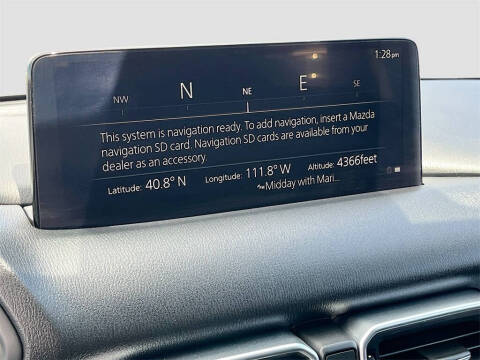 1:28 pm
NW N NE E SE
This system is navigation ready. To add navigation, insert a Mazda
navigation SD card. Navigation SD cards are available from your
dealer as an accessory.
Latitude: 40.8° N Longitude: 111.8° W Altitude: 4366feet
Midday with Mari...